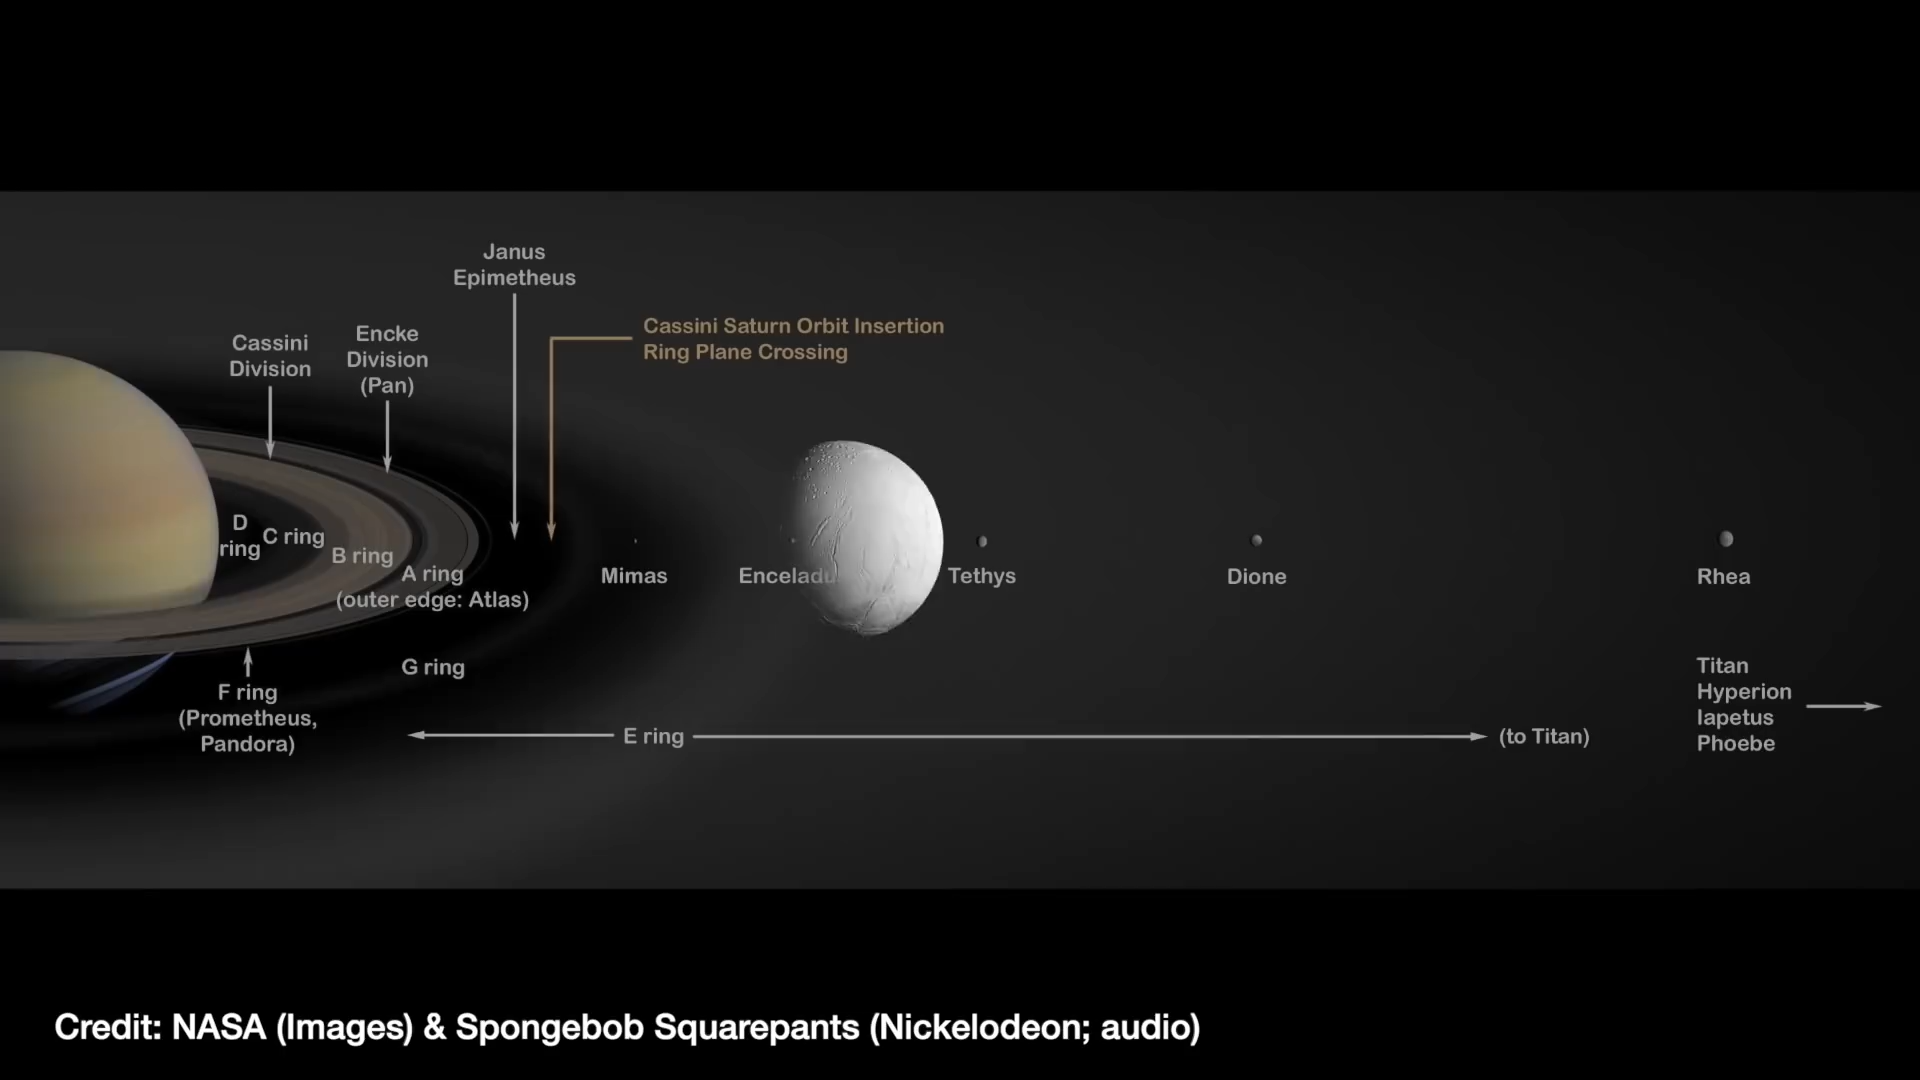 Janus
Epimetheus
Cassini Saturn Orbit Insertion
Ring Plane Crossing
Encke
Division
(Pan)
Cassini
Division
D
ring
C ring
B ring
A ring
(outer edge: Atlas)
Mimas
Enceladu
Tethys
Dione
Rhea
G ring
F ring
(Prometheus,
Pandora)
E ring
(to Titan)
Titan
Hyperion
Iapetus
Phoebe
Credit: NASA (Images) & Spongebob Squarepants (Nickelodeon; audio)